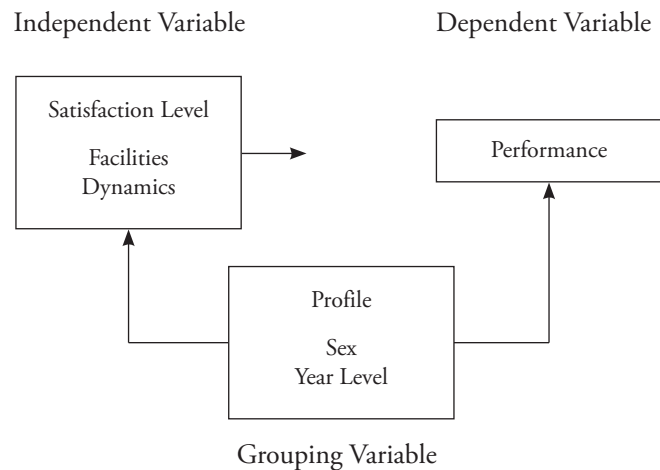 Independent Variable
Dependent Variable
Satisfaction Level
Facilities
Dynamics
Performance
Profile
Sex
Year Level
Grouping Variable